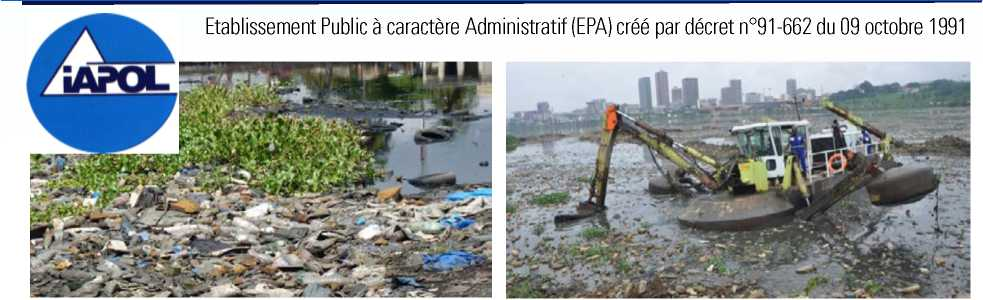 Etablissement Public à caractère Administratif (EPA) créé par décret n°91-662 du 09 octobre 1991
iAPOL